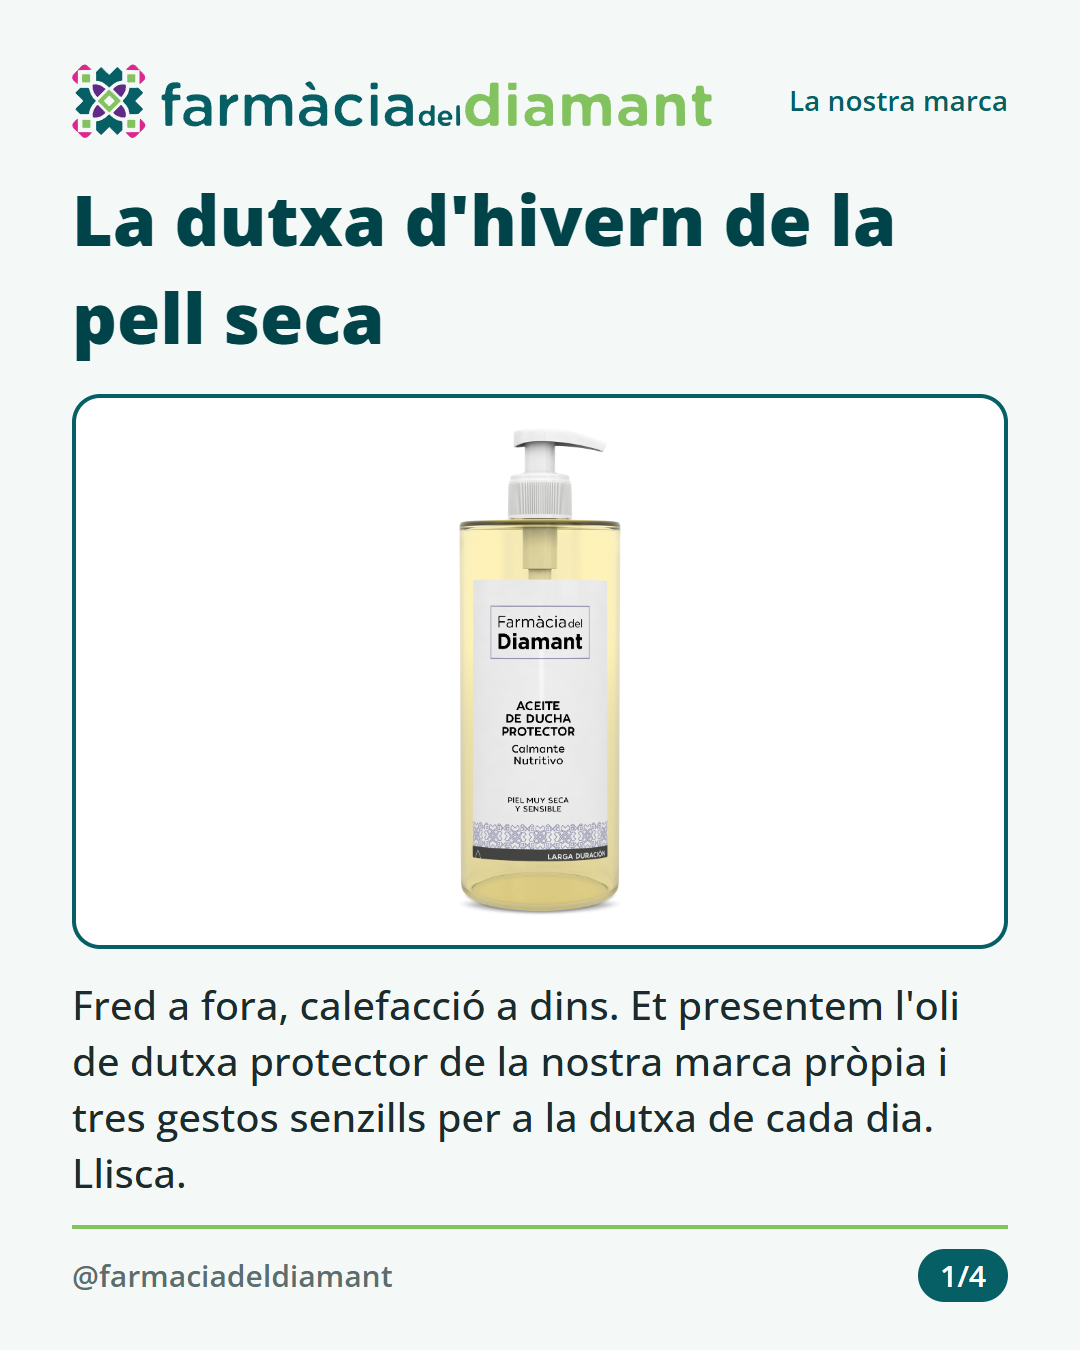 farmàciadeldiamant
La nostra marca
La dutxa d'hivern de la
pell seca
Farmàciadel
Diamant
ACEITE
DE DUCHA
PROTECTOR
Calmante
Nutritivo
PIEL MUY SECA
Y SENSIBLE
LARGA DURACIÓN
Fred a fora, calefacció a dins. Et presentem l'oli
de dutxa protector de la nostra marca pròpia i
tres gestos senzills per a la dutxa de cada dia.
Llisca.
@farmaciadeldiamant
1/4